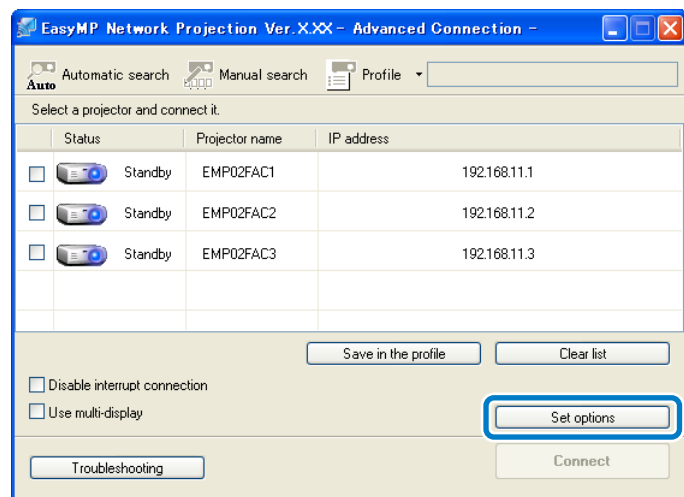 EasyMP Network Projection Ver.X.XX - Advanced Connection -
Auto Automatic search Manual search Profile
Select a projector and connect it.
Status Projector name IP address
Standby EMP02FAC1 192.168.11.1
Standby EMP02FAC2 192.168.11.2
Standby EMP02FAC3 192.168.11.3
Save in the profile Clear list
Disable interrupt connection
Use multi-display
Set options
Troubleshooting Connect